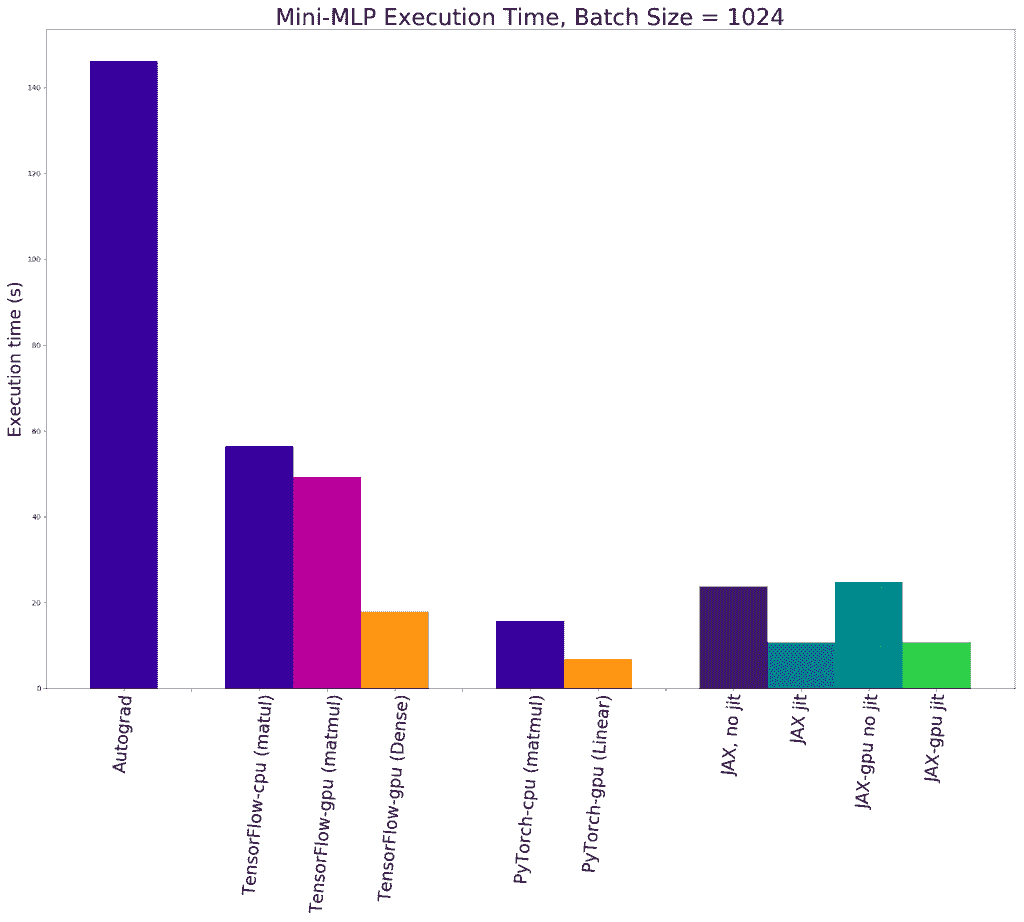 Mini-MLP Execution Time, Batch Size = 1024
Execution time (s)
140
120
100
80
60
40
20
0
Autograd
TensorFlow-cpu (matul)
TensorFlow-gpu (matmul)
TensorFlow-gpu (Dense)
PyTorch-cpu (matmul)
PyTorch-gpu (Linear)
JAX, no jit
JAX jit
JAX-gpu no jit
JAX-gpu jit